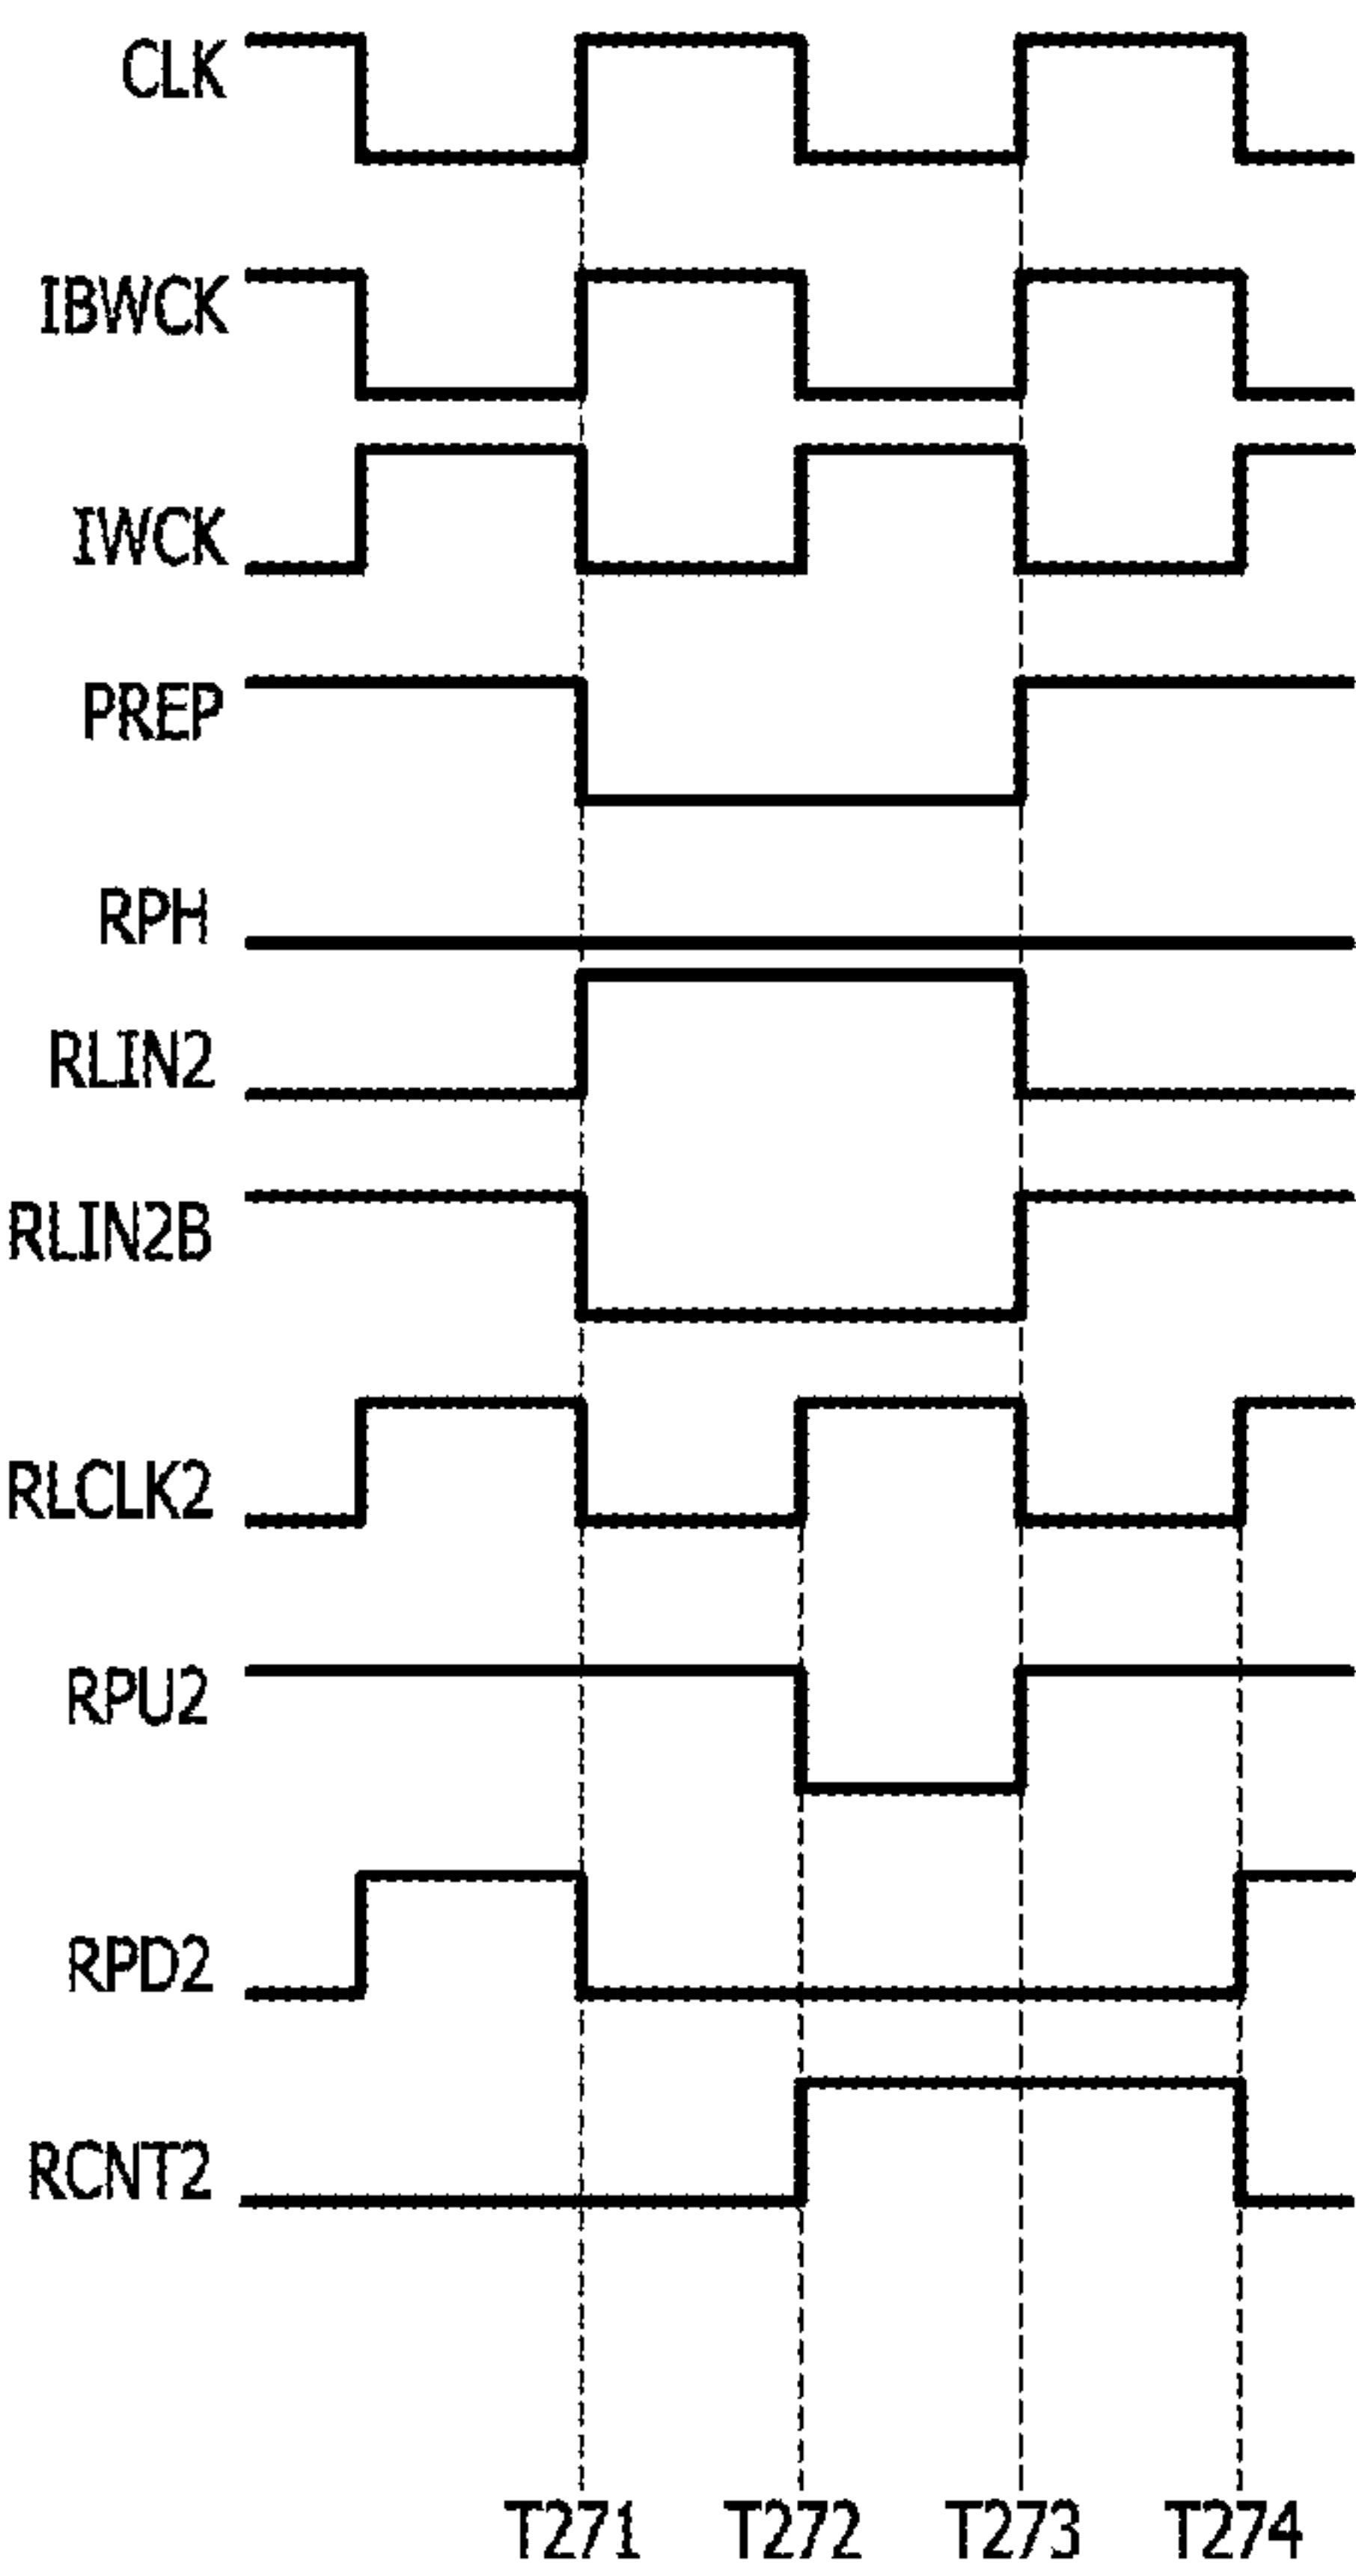 CLK
IBWCK
IWCK
PREP
RPH
RLIN2
RLIN2B
RLCLK2
RPU2
RPD2
RCNT2
T271 T272 T273 T274